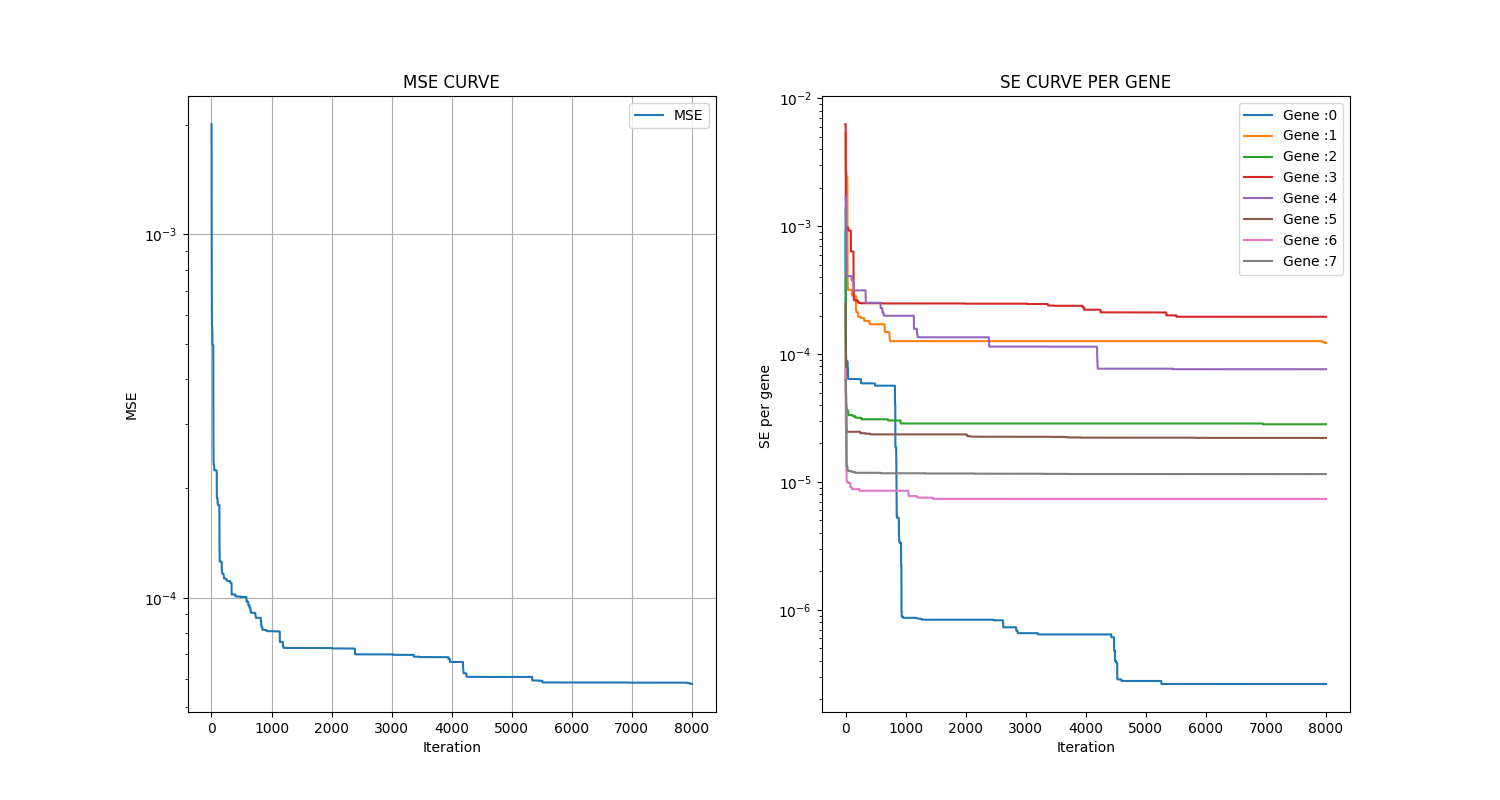 MSE CURVE
MSE
10⁻³
10⁻⁴
MSE
0 1000 2000 3000 4000 5000 6000 7000 8000
Iteration
SE CURVE PER GENE
Gene :0
Gene :1
Gene :2
Gene :3
Gene :4
Gene :5
Gene :6
Gene :7
10⁻²
10⁻³
10⁻⁴
10⁻⁵
10⁻⁶
SE per gene
0 1000 2000 3000 4000 5000 6000 7000 8000
Iteration